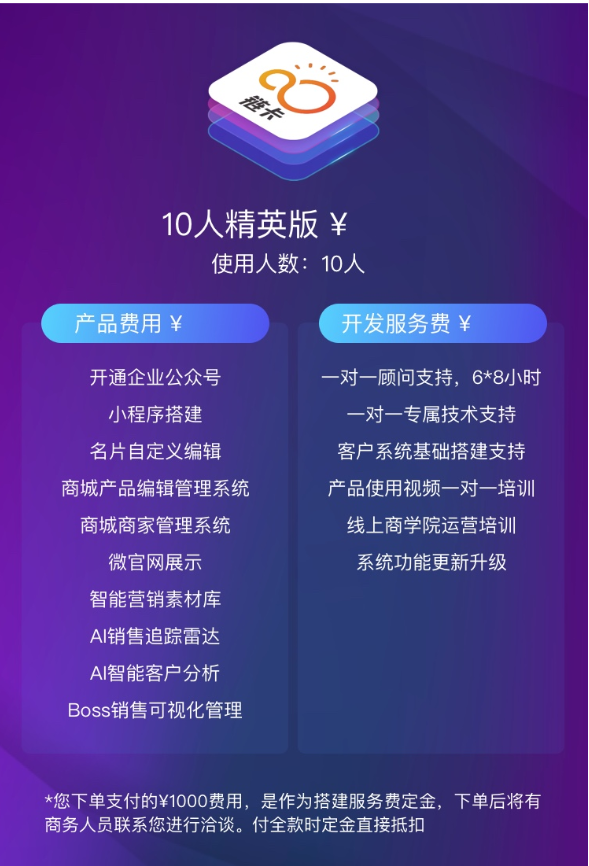 链卡
10人精英版 ¥
使用人数：10人
产品费用 ¥
开通企业公众号
小程序搭建
名片自定义编辑
商城产品编辑管理系统
商城商家管理系统
微官网展示
智能营销素材库
AI销售追踪雷达
AI智能客户分析
Boss销售可视化管理
开发服务费 ¥
一对一顾问支持，6*8小时
一对一专属技术支持
客户系统基础搭建支持
产品使用视频一对一培训
线上商学院运营培训
系统功能更新升级
*您下单支付的¥1000费用，是作为搭建服务费定金，下单后将有
商务人员联系您进行洽谈。付全款时定金直接抵扣